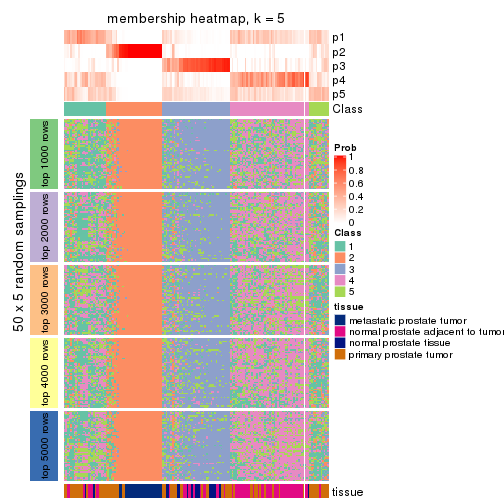 membership heatmap, k = 5
p1
p2
p3
p4
p5
Class
50 x 5 random samplings
top 1000 rows
top 2000 rows
top 3000 rows
top 4000 rows
top 5000 rows
Prob
1
0.8
0.6
0.4
0.2
0
Class
1
2
3
4
5
tissue
metastatic prostate tumor
normal prostate adjacent to tumor
normal prostate tissue
primary prostate tumor
tissue